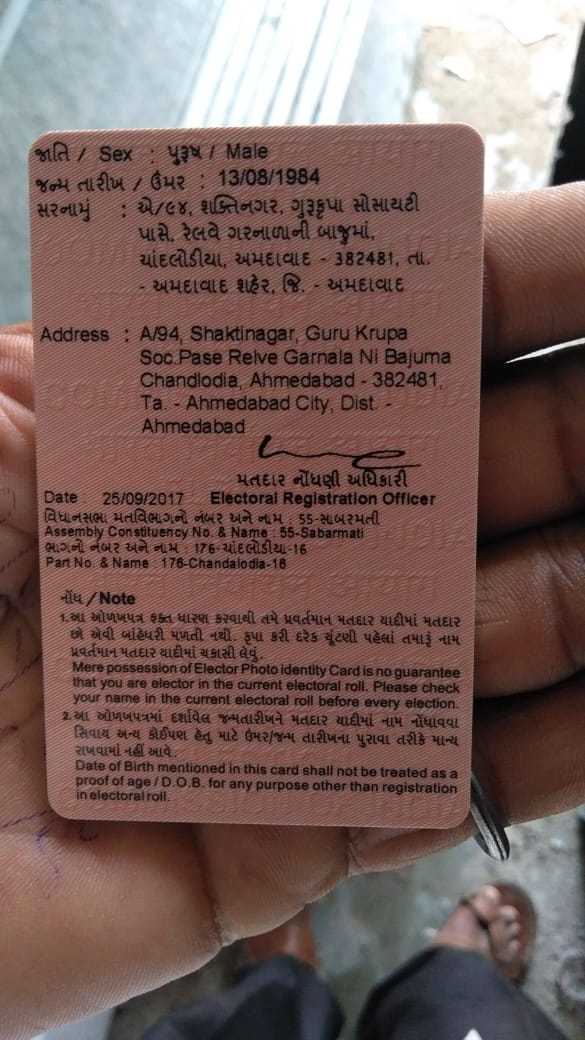 જાતિ / Sex : પુરૂષ / Male
જન્મ તારીખ / ઉંમર : 13/08/1984
સરનામું : એ/૯૪, શક્તિનગર, ગુરૂકૃપા સોસાયટી
પાસે, રેલવે ગરનાળાની બાજુમાં,
ચાંદલોડીયા, અમદાવાદ - 382481, તા.
- અમદાવાદ શહેર, જિ. - અમદાવાદ
Address : A/94, Shaktinagar, Guru Krupa
Soc.Pase Relve Garnala Ni Bajuma
Chandlodia, Ahmedabad - 382481,
Ta. - Ahmedabad City, Dist. -
Ahmedabad
મતદાર નોંધણી અધિકારી
Date : 25/09/2017 Electoral Registration Officer
વિધાનસભા મતવિભાગનો નંબર અને નામ : 55-સાબરમતી
Assembly Constituency No. & Name : 55-Sabarmati
ભાગનો નંબર અને નામ : 176-ચાંદલોડીયા-16
Part No. & Name : 176-Chandalodia-16
નોંધ / Note
1.આ ઓળખપત્ર ફક્ત ધારણ કરવાથી તમે પ્રવર્તમાન મતદાર યાદીમાં મતદાર
છો એવી બાંહેધરી મળતી નથી. કૃપા કરી દરેક ચૂંટણી પહેલાં તમારૂં નામ
પ્રવર્તમાન મતદાર યાદીમાં ચકાસી લેવું.
Mere possession of Elector Photo identity Card is no guarantee
that you are elector in the current electoral roll. Please check
your name in the current electoral roll before every election.
2.આ ઓળખપત્રમાં દર્શાવેલ જન્મતારીખને મતદાર યાદીમાં નામ નોંધાવવા
સિવાય અન્ય કોઈપણ હેતુ માટે ઉંમર/જન્મ તારીખના પુરાવા તરીકે માન્ય
રાખવામાં નહીં આવે.
Date of Birth mentioned in this card shall not be treated as a
proof of age / D.O.B. for any purpose other than registration
in electoral roll.